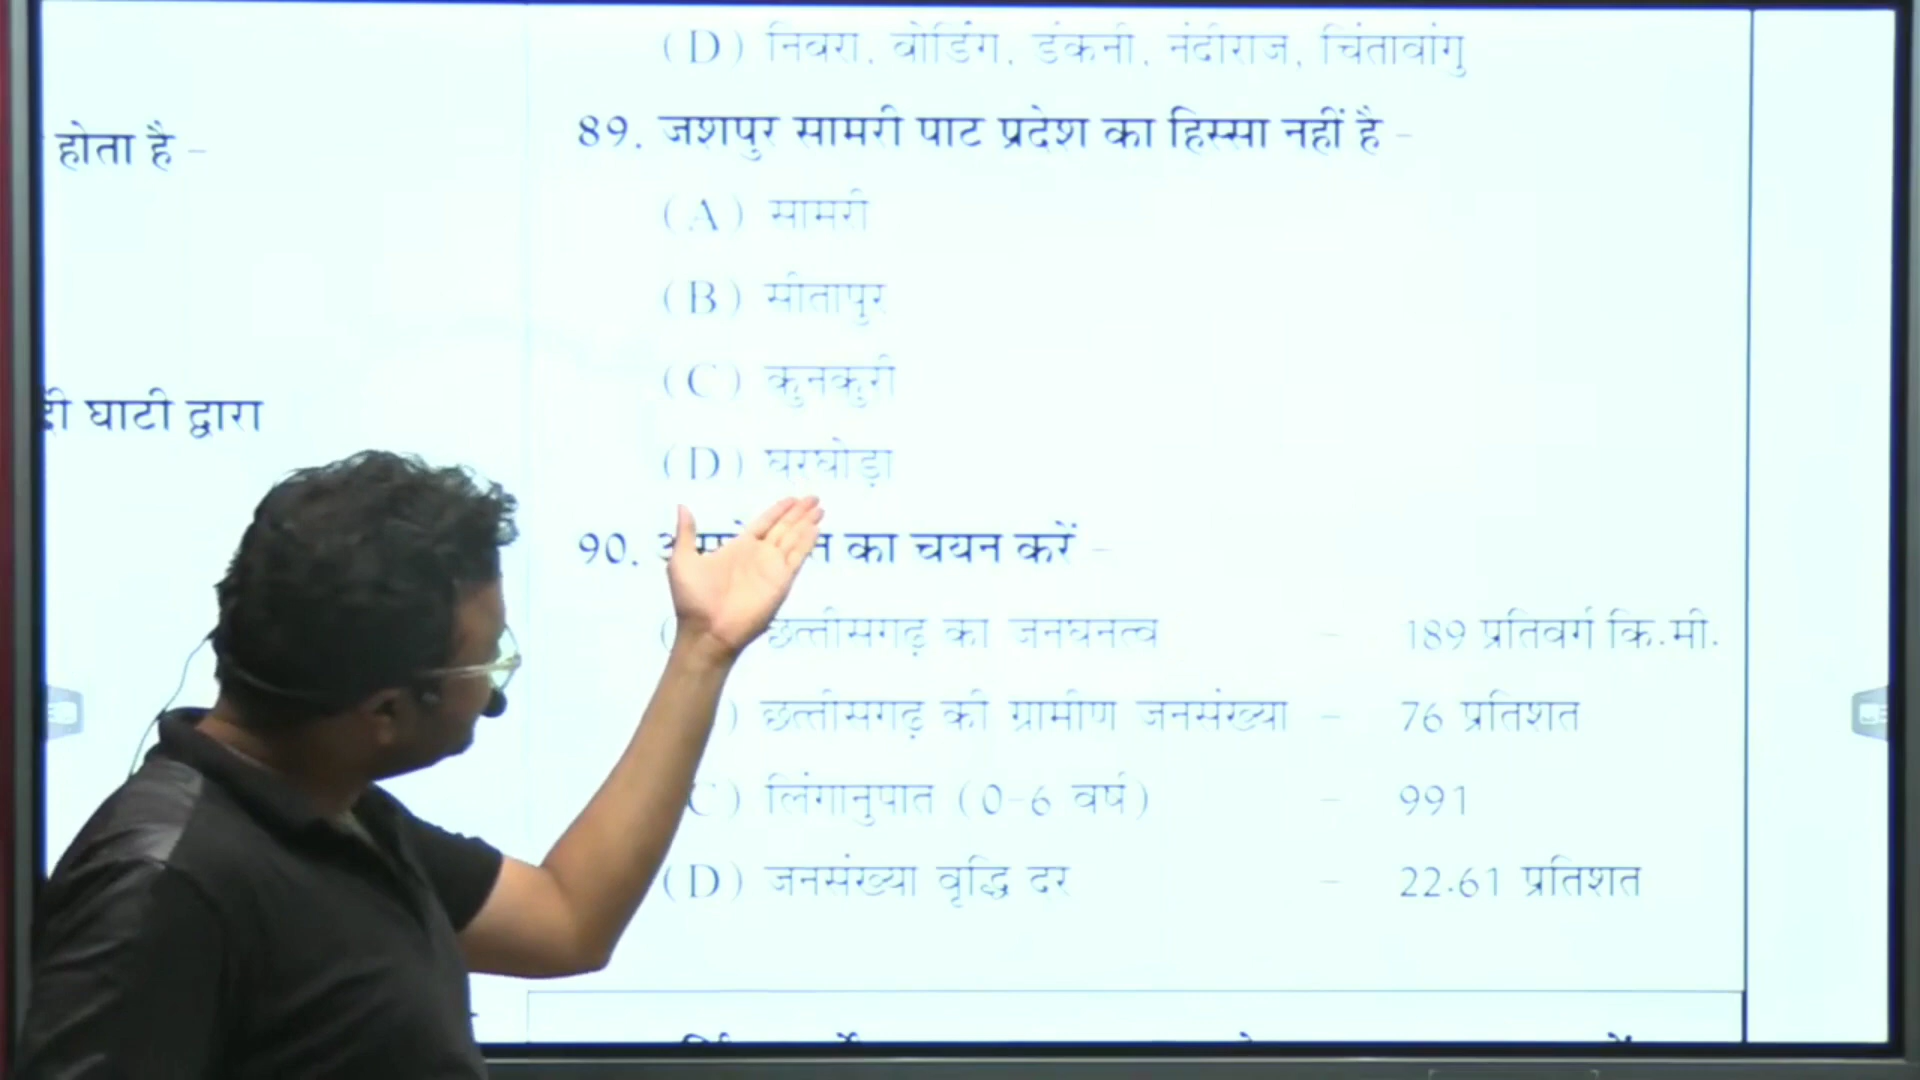 होता है –
घाटी द्वारा
(D) निवरा, बोर्डिंग, डंकनी, नंदीराज, चिंतावांगु
89. जशपुर सामरी पाट प्रदेश का हिस्सा नहीं है –
(A) सामरी
(B) सीतापुर
(C) कुनकुरी
(D) घरघोड़ा
90. का चयन करें –
छत्तीसगढ़ का जनघनत्व – 189 प्रतिवर्ग कि.मी.
) छत्तीसगढ़ की ग्रामीण जनसंख्या – 76 प्रतिशत
C) लिंगानुपात (0-6 वर्ष) – 991
(D) जनसंख्या वृद्धि दर – 22.61 प्रतिशत